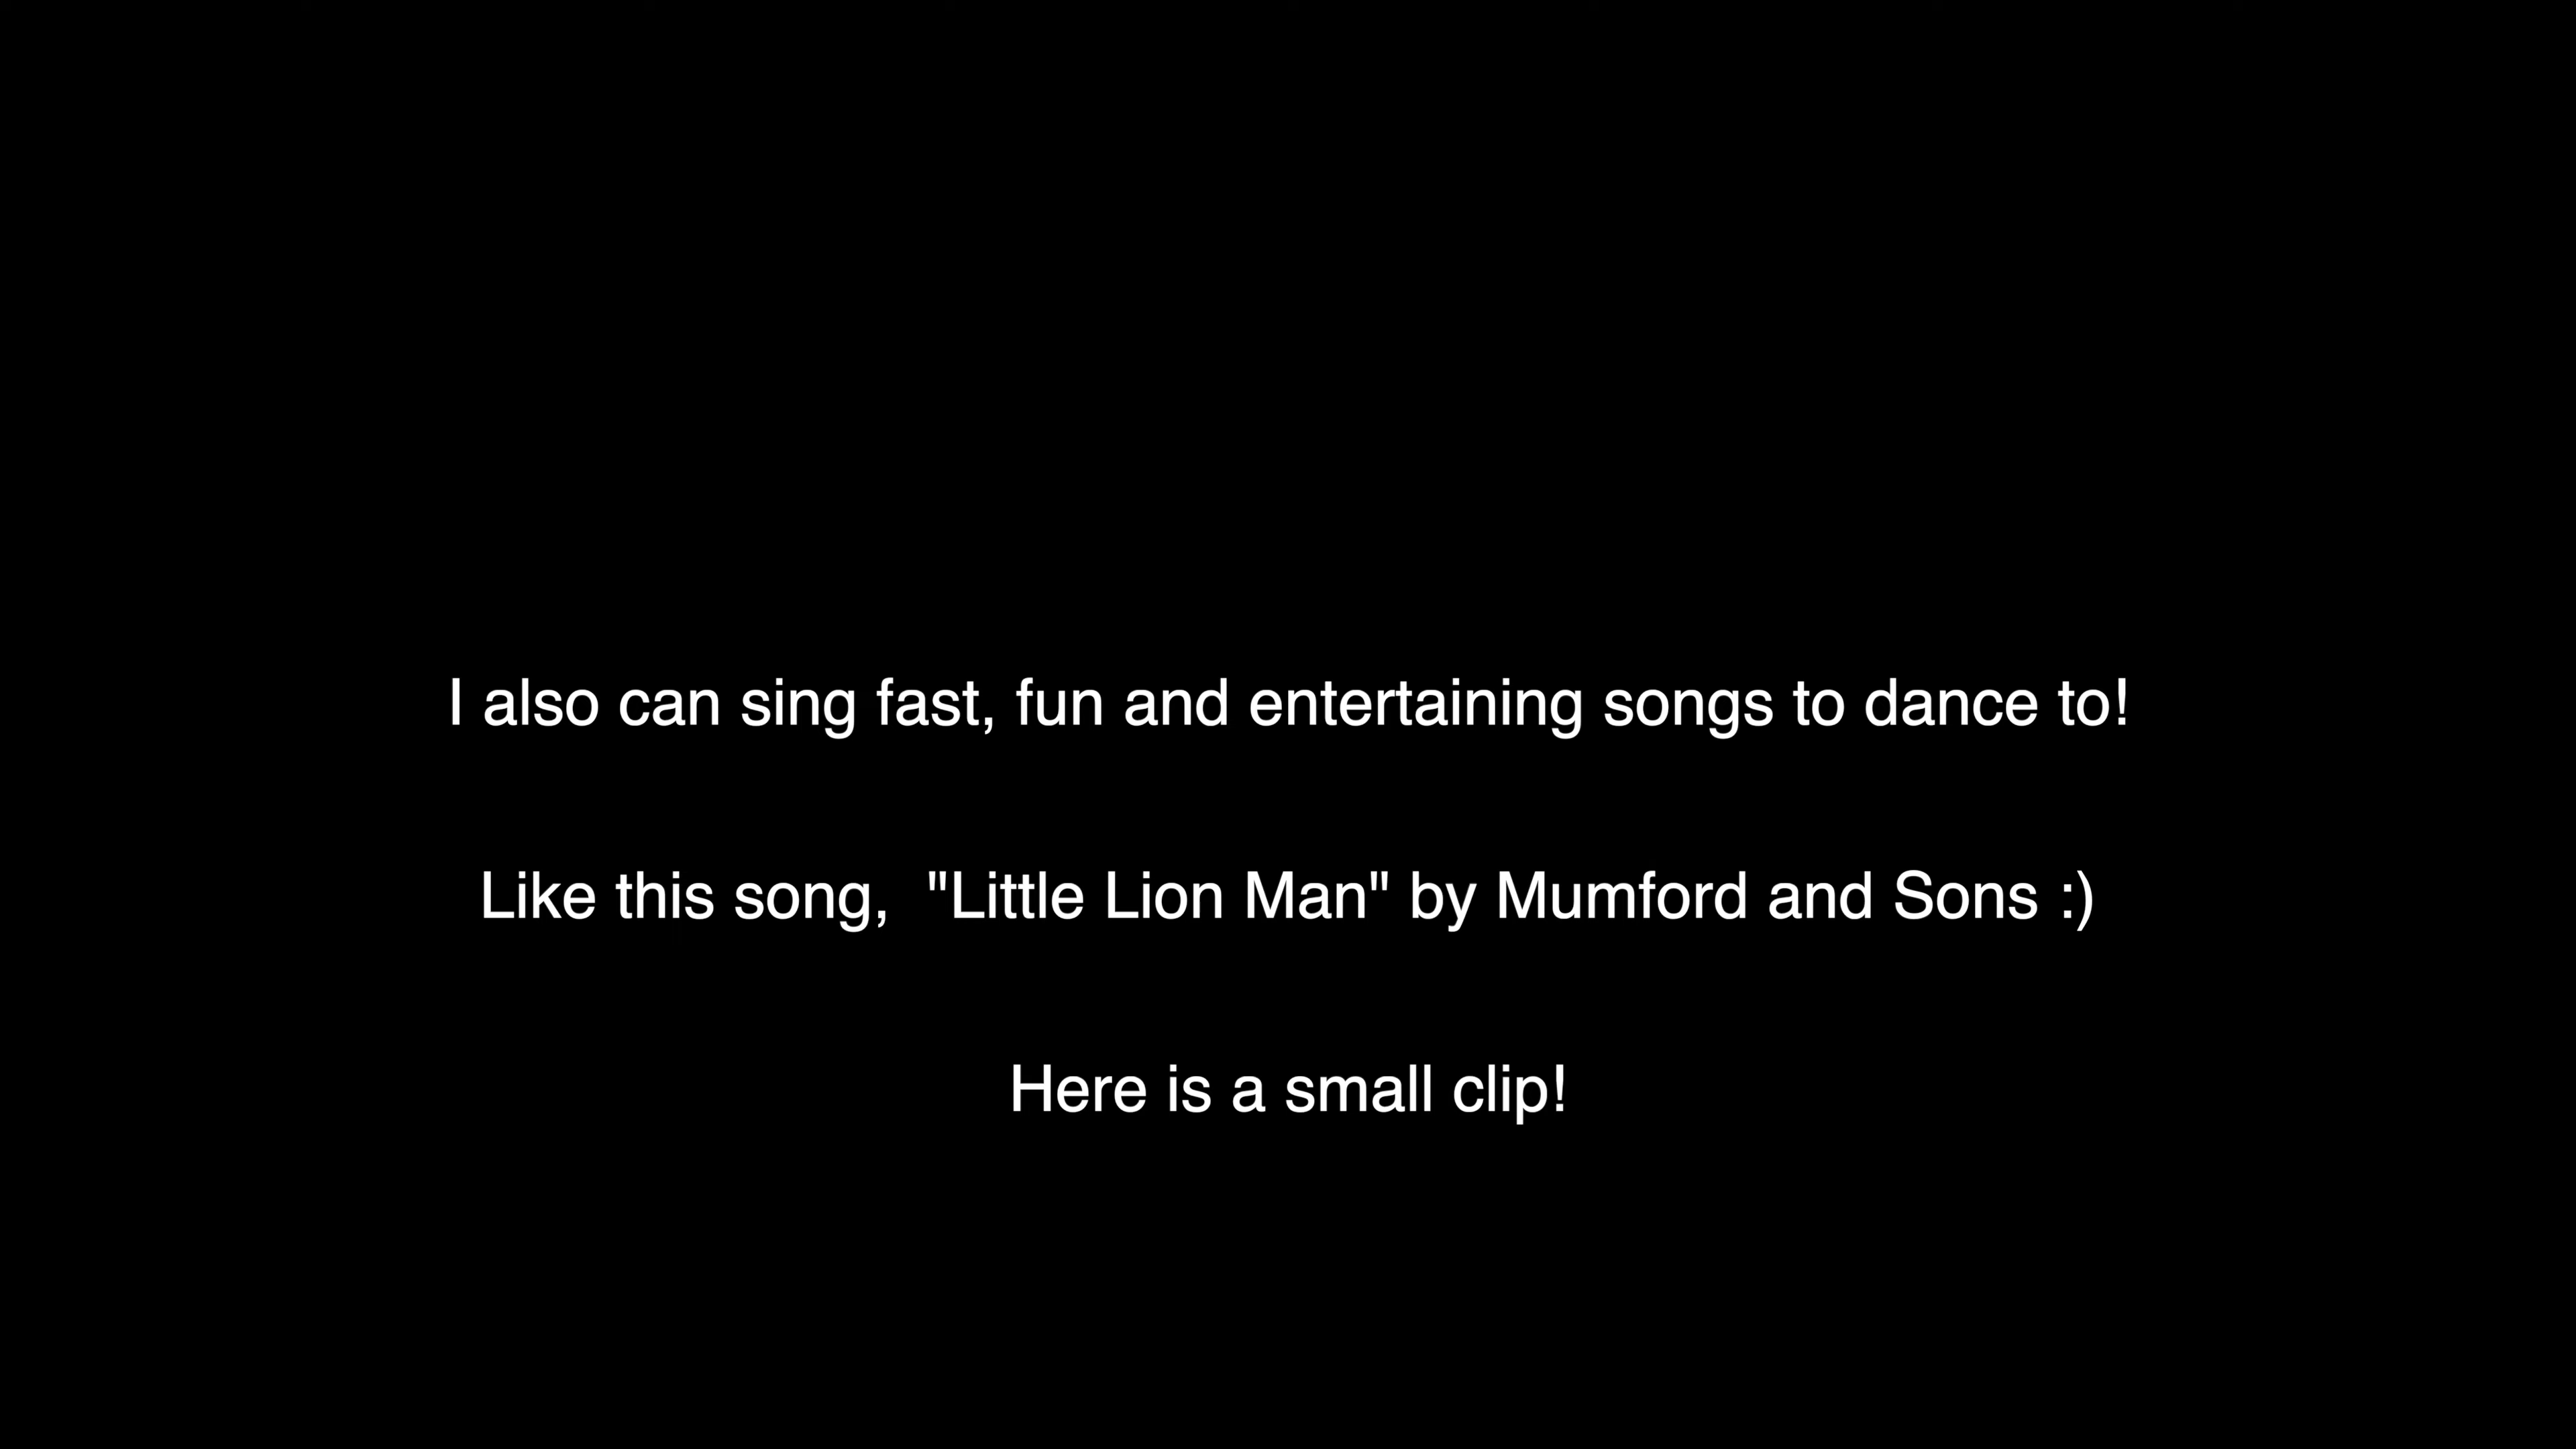 I also can sing fast, fun and entertaining songs to dance to!
Like this song,  "Little Lion Man" by Mumford and Sons :)
Here is a small clip!